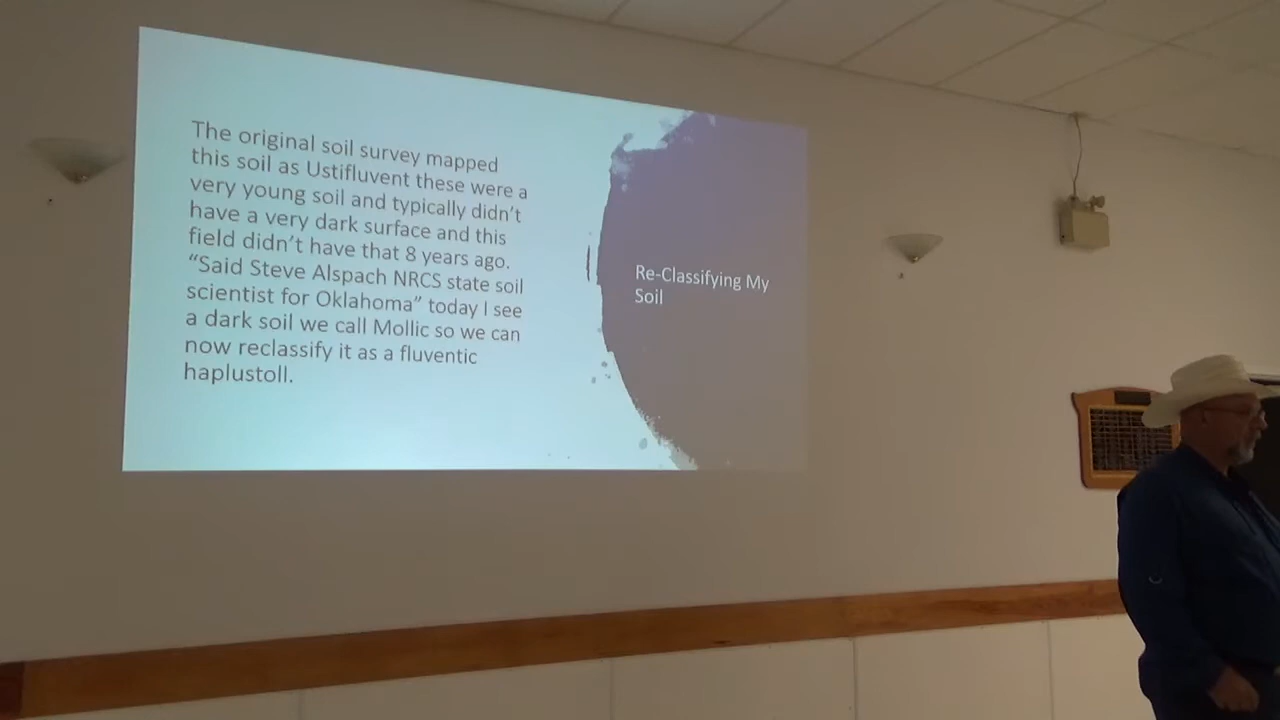 The original soil survey mapped
this soil as Ustifluvent these were a
very young soil and typically didn't
have a very dark surface and this
field didn't have that 8 years ago.
“Said Steve Alspach NRCS state soil
scientist for Oklahoma” today I see
a dark soil we call Mollic so we can
now reclassify it as a fluventic
haplustoll.
Re-Classifying My
Soil